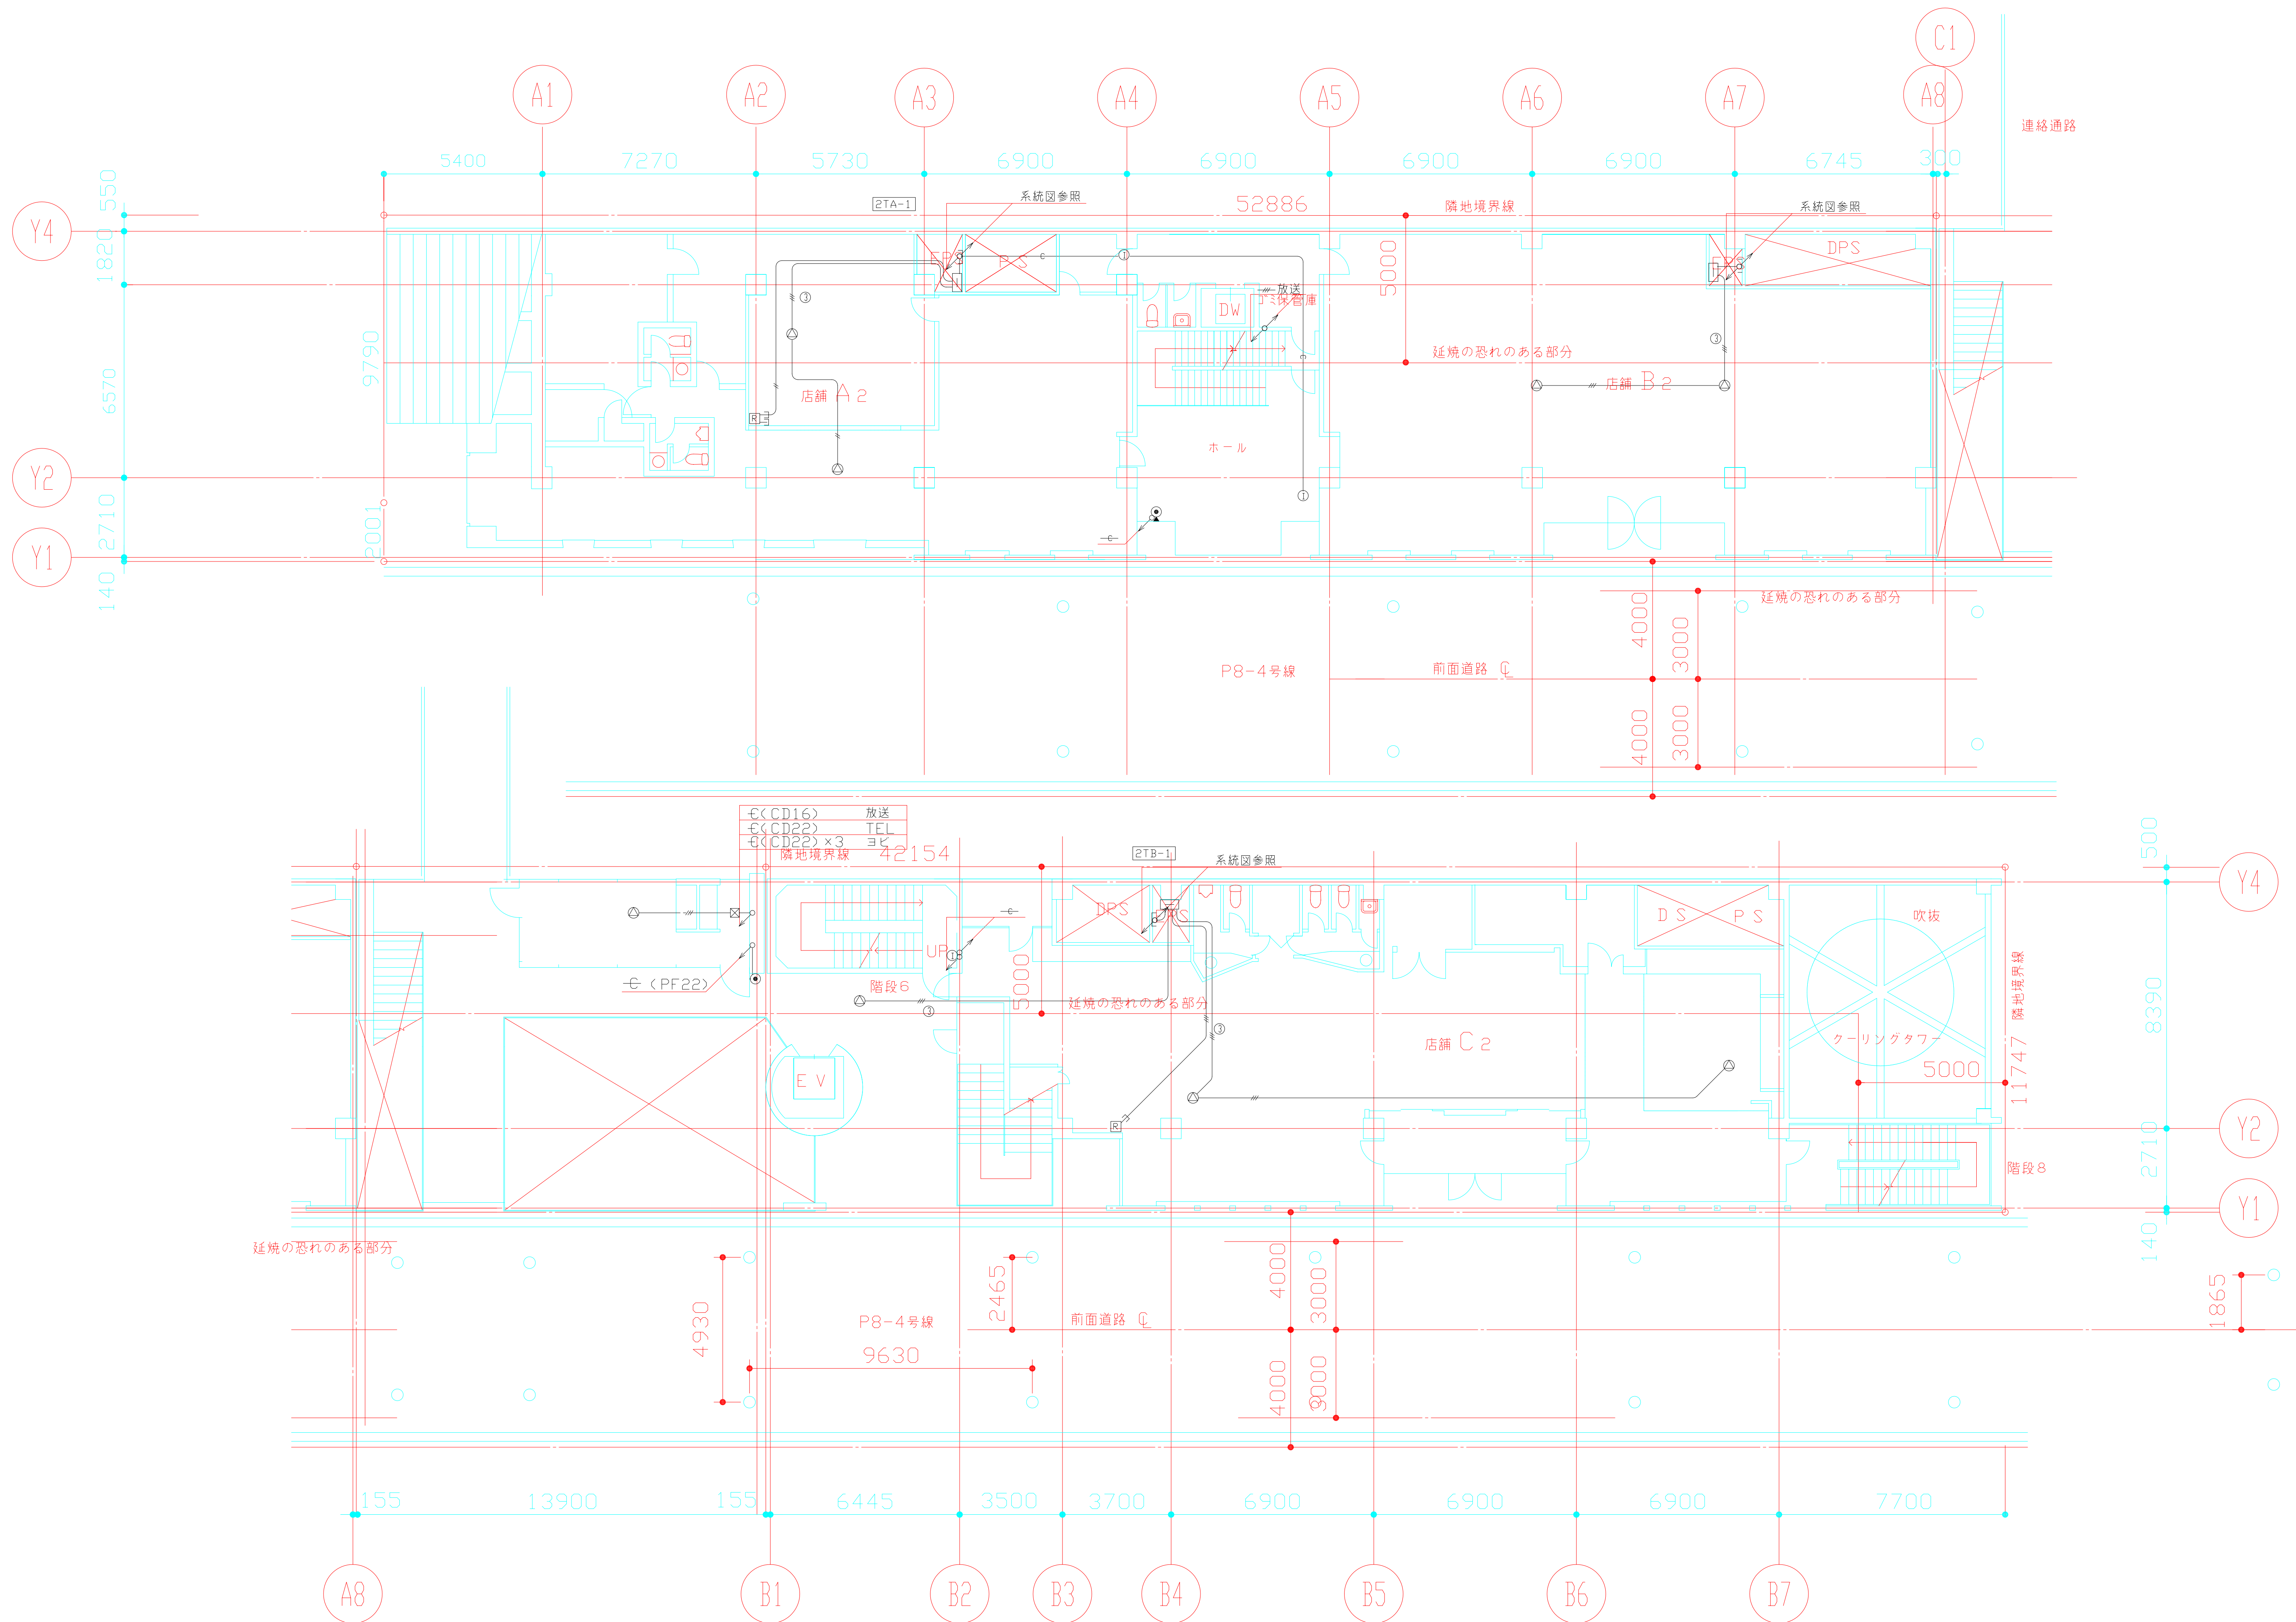 C1
A1
A2
A3
A4
A5
A6
A7
A8
連絡通路
5400
7270
5730
6900
6900
6900
6900
6745
300
550
Y4
2TA-1
系統図参照
52886
隣地境界線
系統図参照
1820
EPS
PS
5000
EPS
DPS
放送
ゴミ保管庫
DW
③
③
9790
延焼の恐れのある部分
6570
店舗 A 2
店舗 B 2
R
ホール
Y2
2001
2710
Y1
140
延焼の恐れのある部分
4000
3000
P8-4号線
前面道路 ℄
4000
3000
(CD16) 放送
(CD22) TEL
(CD22)×3 ヨビ
隣地境界線
42154
2TB-1
系統図参照
500
Y4
DPS
EPS
DS
PS
吹抜
UP
(PF22)
階段6
5000
延焼の恐れのある部分
③
③
店舗 C 2
クーリングタワー
隣地境界線
8390
EV
5000
11747
R
Y2
2710
階段8
Y1
140
延焼の恐れのある部分
4930
2465
4000
3000
1865
P8-4号線
前面道路 ℄
9630
4000
3000
155
13900
155
6445
3500
3700
6900
6900
6900
7700
A8
B1
B2
B3
B4
B5
B6
B7